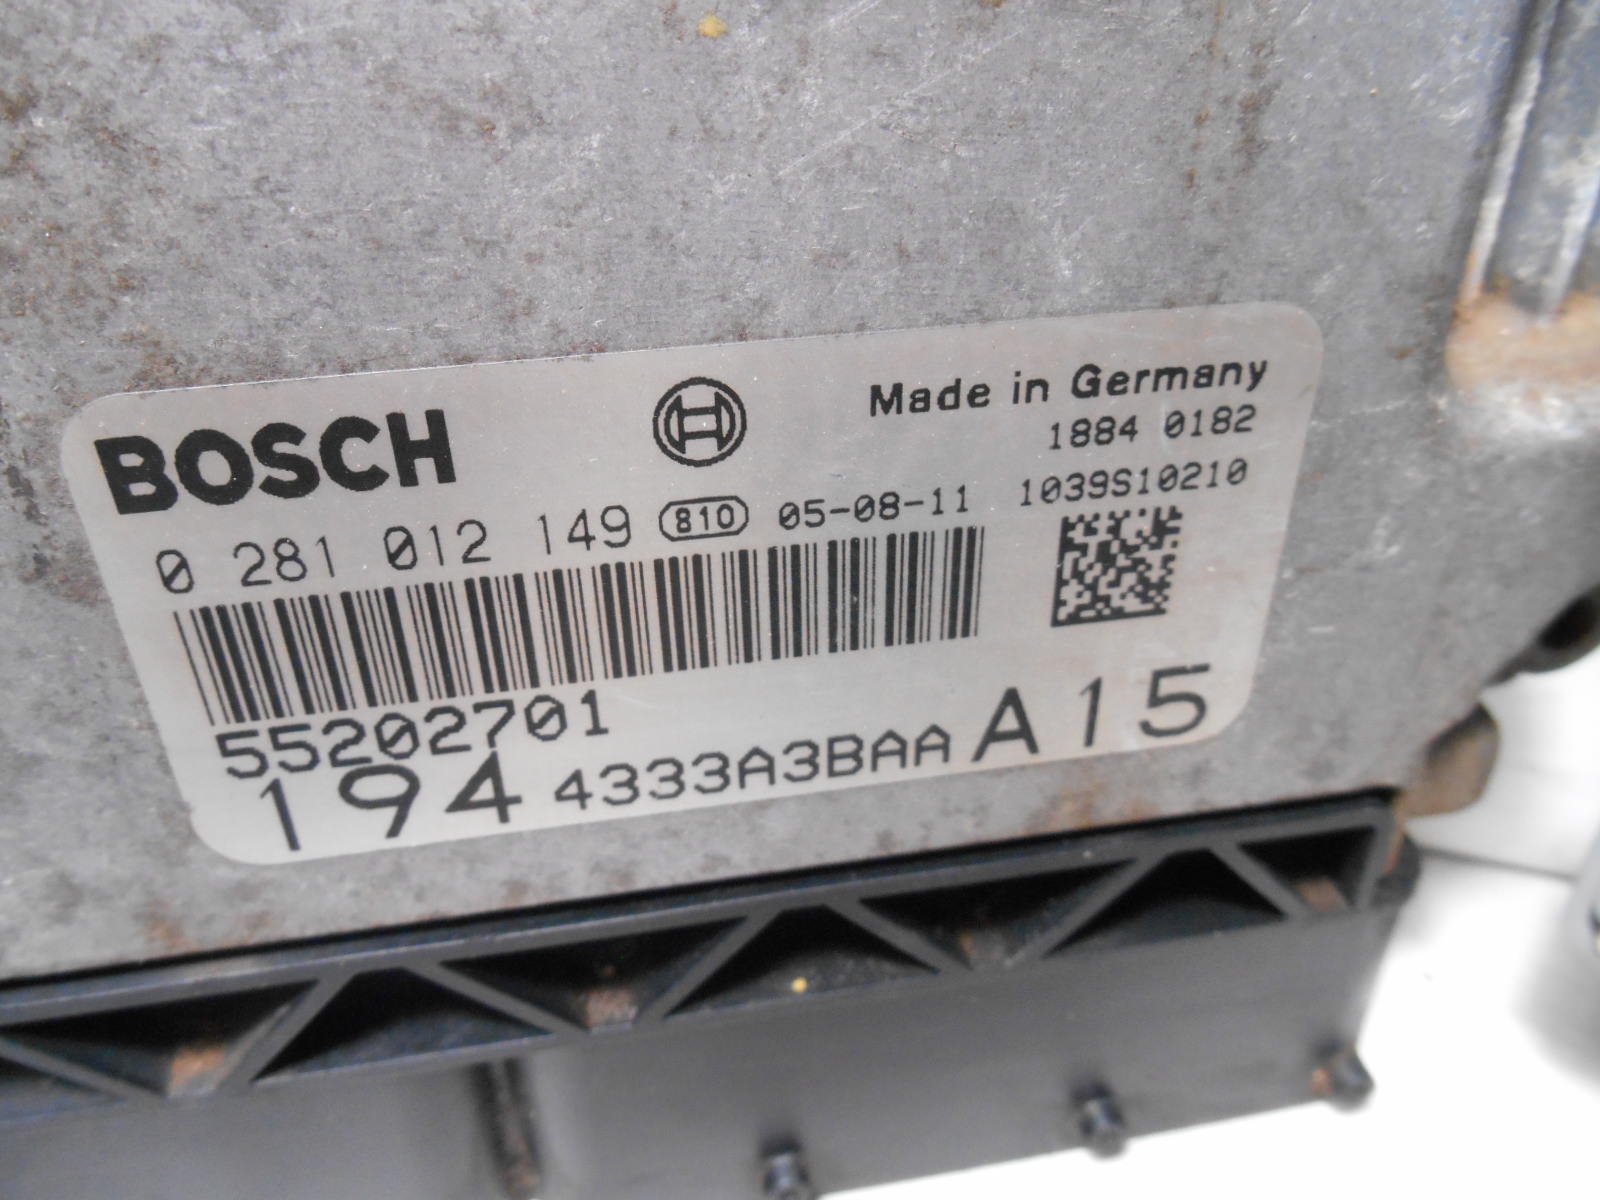 BOSCH
Made in Germany
1884 0182
0 281 012 149 810 05-08-11 1039S10210
55202701
194 4333A3BAA A15